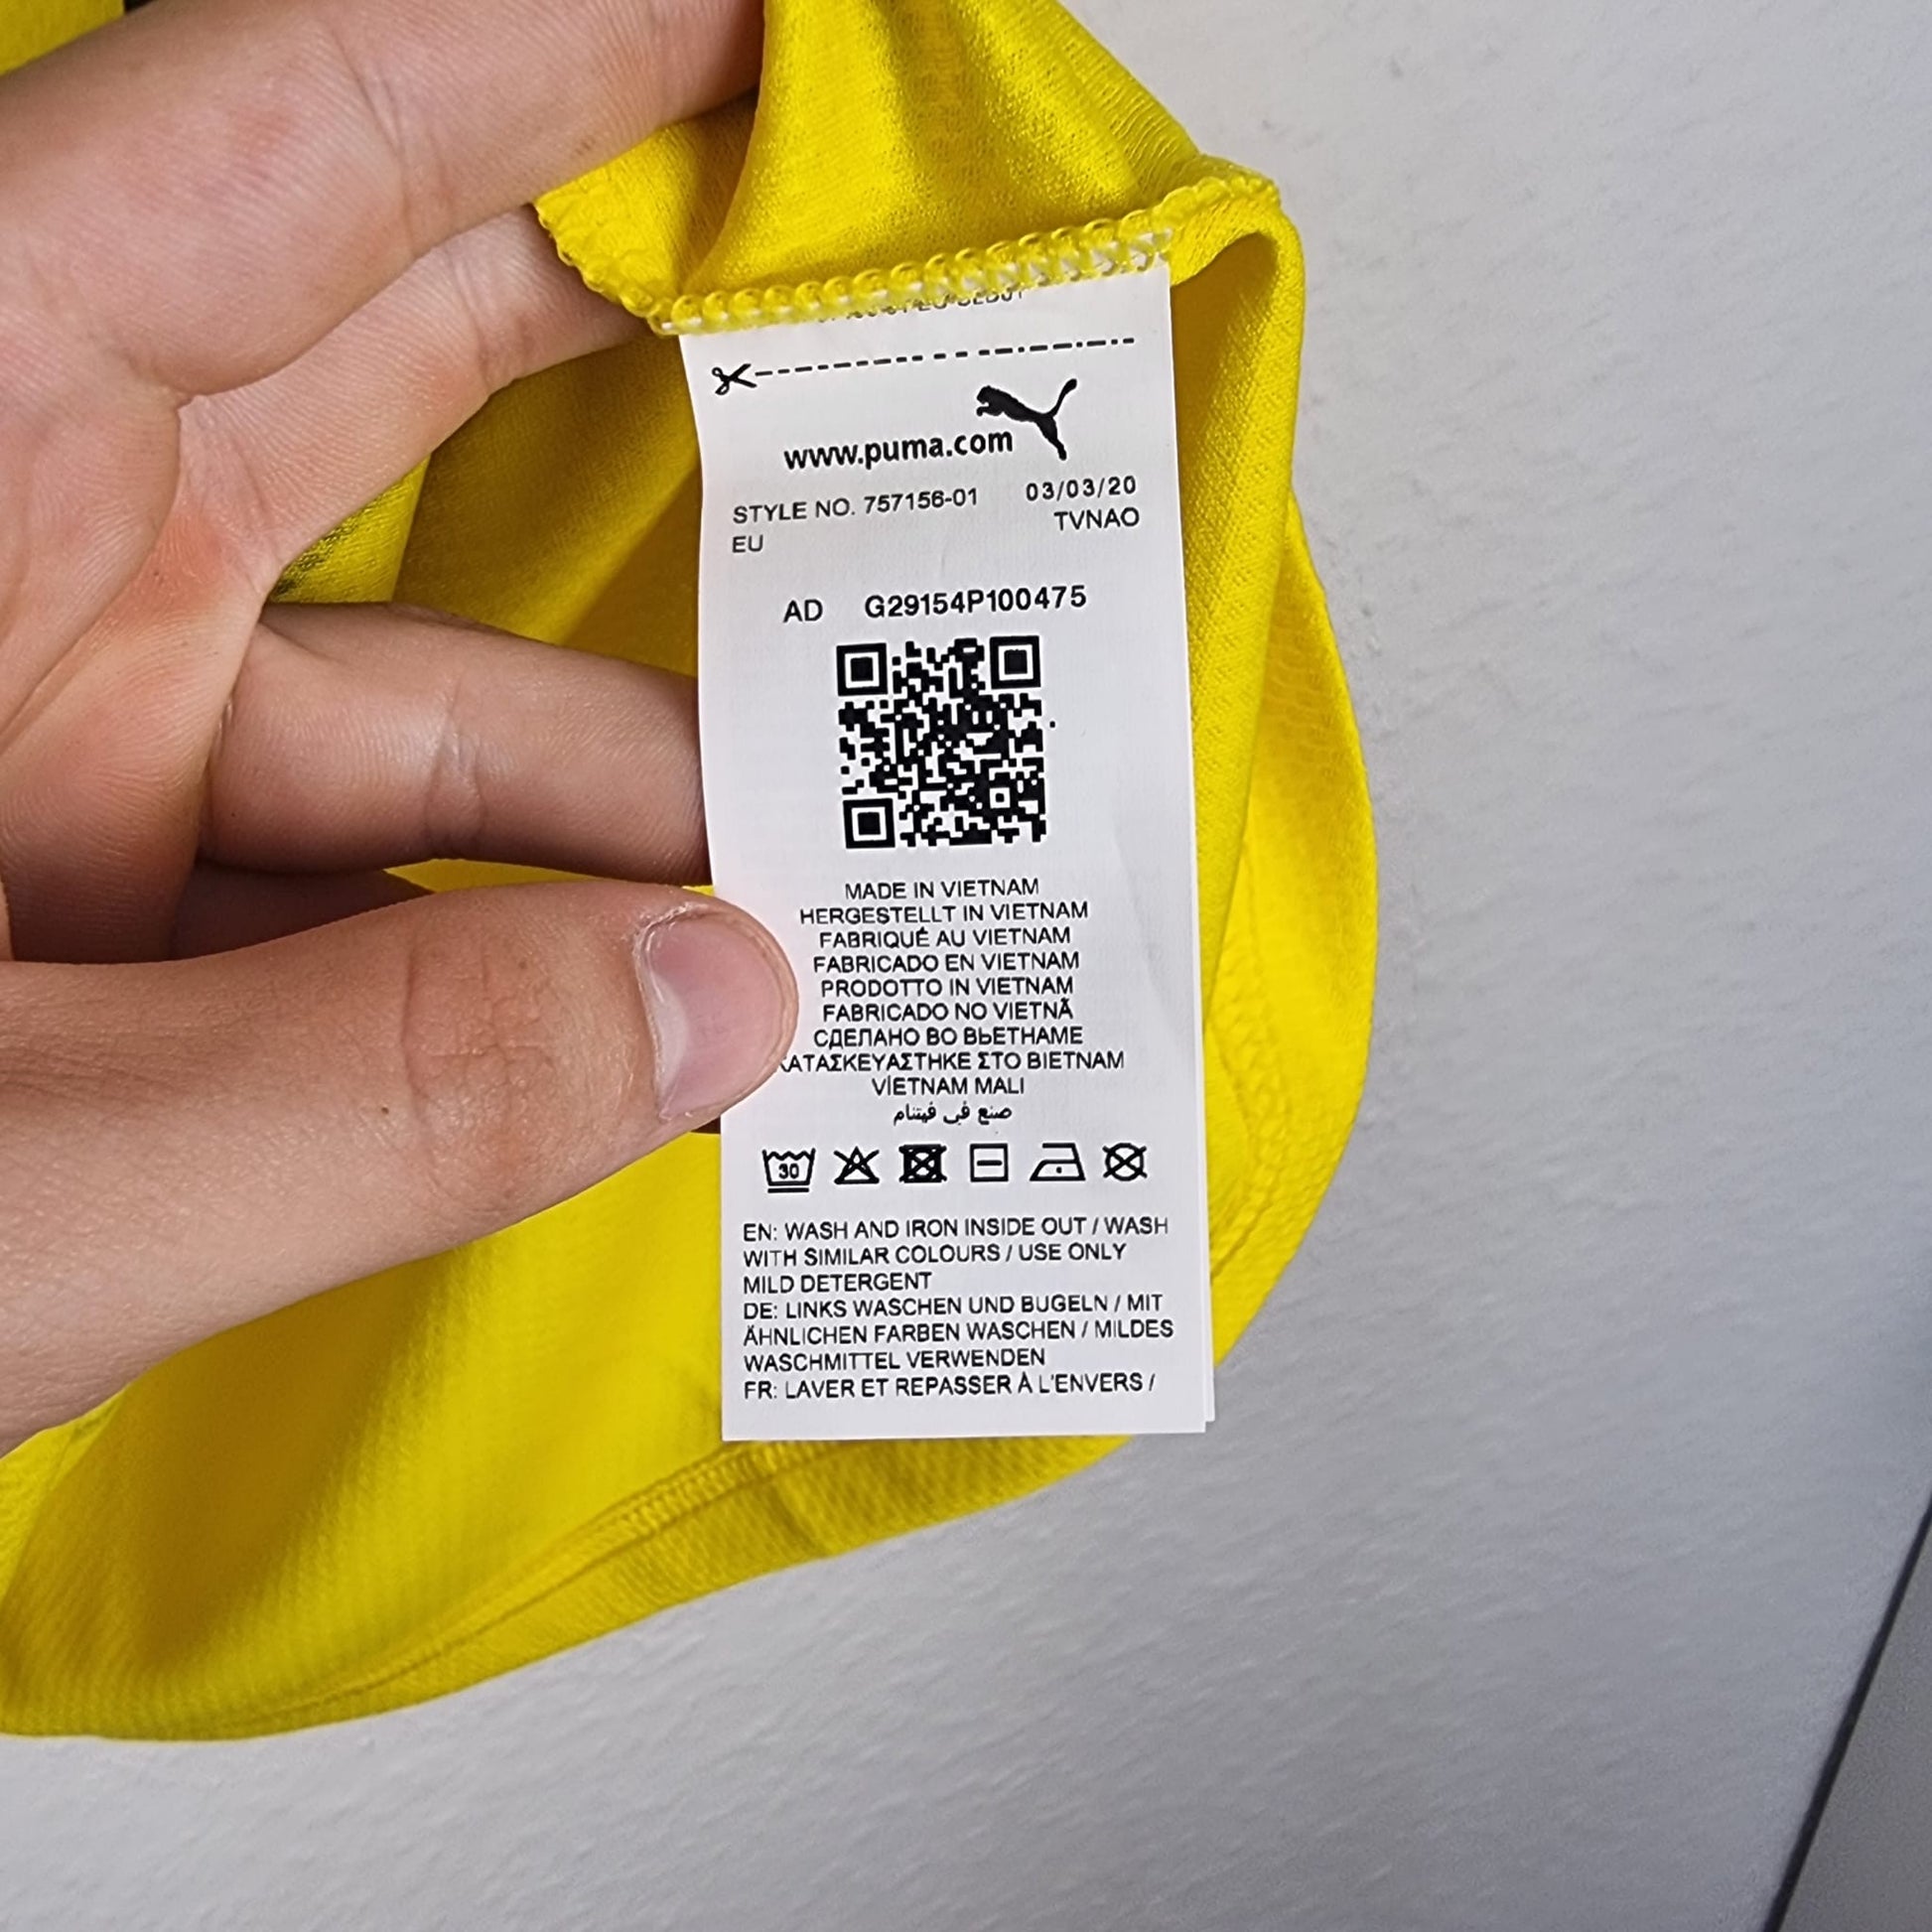 www.puma.com
STYLE NO. 757156-01 03/03/20
EU TVNAO
AD G29154P100475
MADE IN VIETNAM
HERGESTELLT IN VIETNAM
FABRIQUÉ AU VIETNAM
FABRICADO EN VIETNAM
PRODOTTO IN VIETNAM
FABRICADO NO VIETNÃ
СДЕЛАНО ВО ВЬЕТНАМЕ
ΚΑΤΑΣΚΕΥΑΣΤΗΚΕ ΣΤΟ ΒΙΕΤΝΑΜ
VİETNAM MALI
صنع في فيتنام
30
EN: WASH AND IRON INSIDE OUT / WASH
WITH SIMILAR COLOURS / USE ONLY
MILD DETERGENT
DE: LINKS WASCHEN UND BUGELN / MIT
ÄHNLICHEN FARBEN WASCHEN / MILDES
WASCHMITTEL VERWENDEN
FR: LAVER ET REPASSER À L'ENVERS /